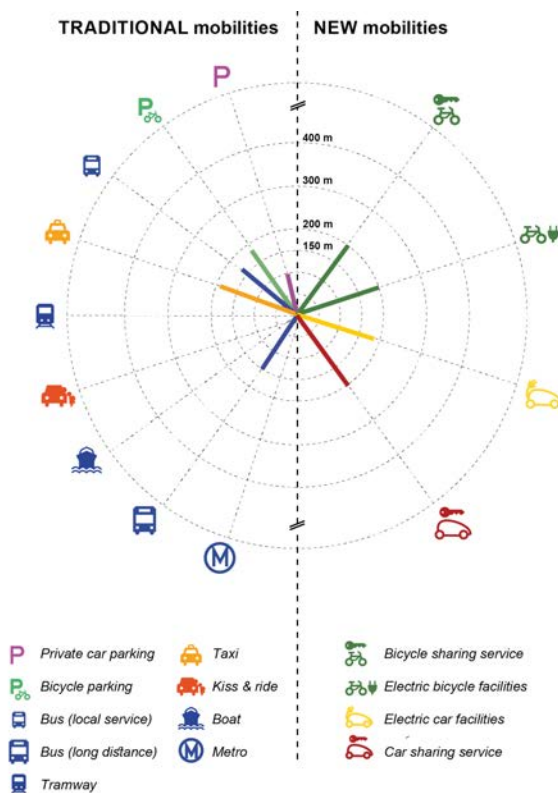 TRADITIONAL mobilities
NEW mobilities
P
P
400 m
300 m
200 m
150 m
M
P Private car parking
Taxi
Bicycle sharing service
P Bicycle parking
Kiss & ride
Electric bicycle facilities
Bus (local service)
Boat
Electric car facilities
Bus (long distance)
M Metro
Car sharing service
Tramway